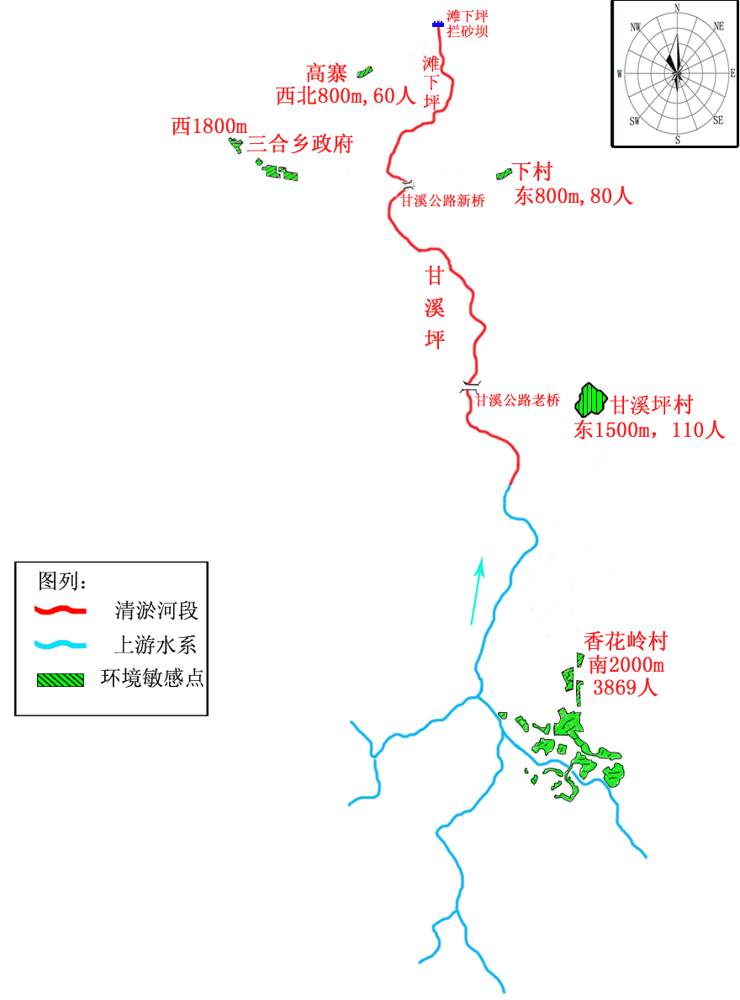 滩下坪
拦砂坝
N
NE
E
SE
S
SW
W
NW
滩下坪
高寨
西北800m,60人
西1800m
三合乡政府
下村
东800m,80人
甘溪公路新桥
甘溪坪
甘溪公路老桥
甘溪坪村
东1500m，110人
图列：
清淤河段
上游水系
环境敏感点
香花岭村
南2000m
3869人